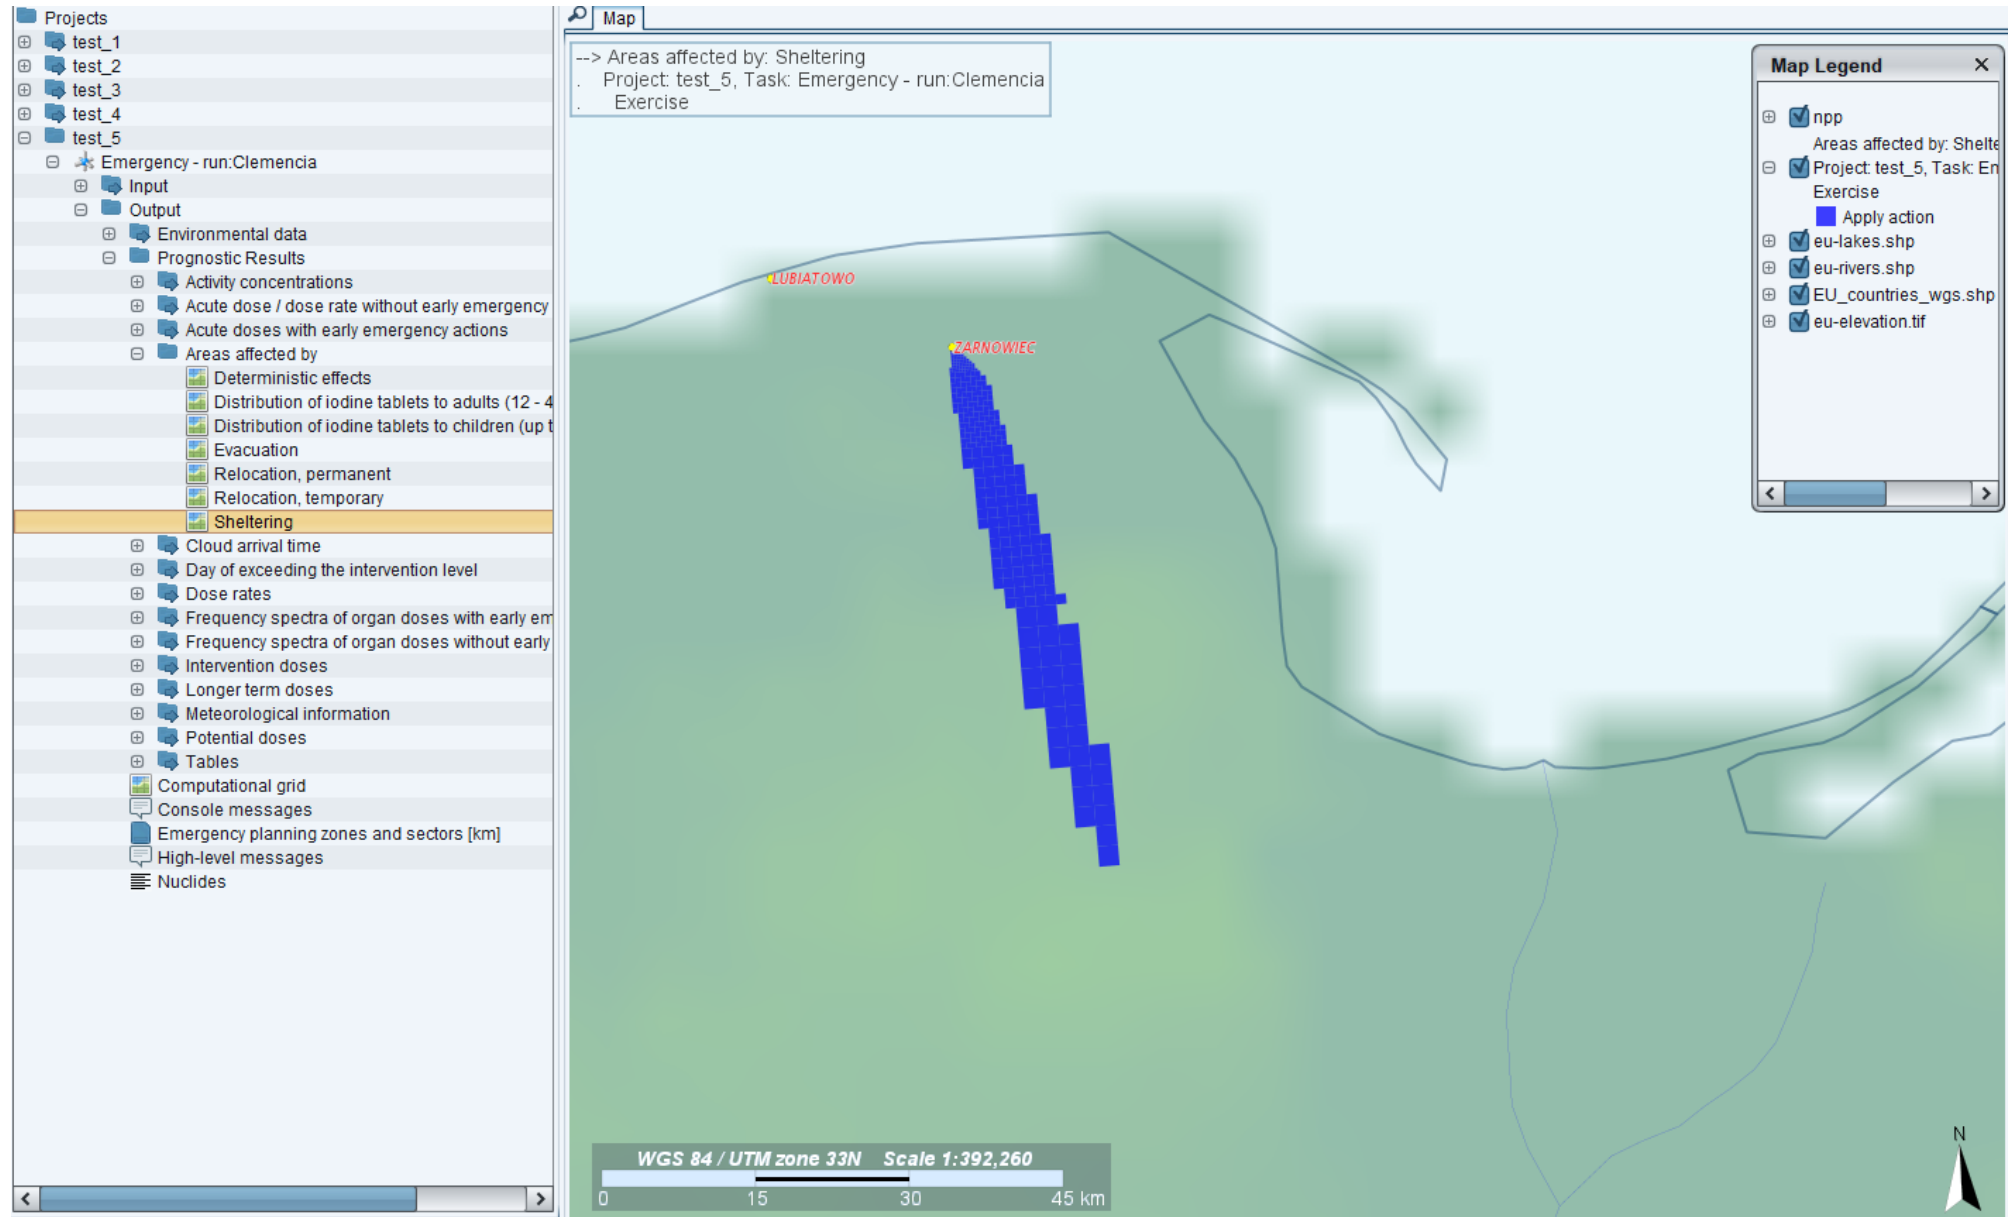 Projects
test_1
test_2
test_3
test_4
test_5
Emergency - run:Clemencia
Input
Output
Environmental data
Prognostic Results
Activity concentrations
Acute dose / dose rate without early emergency
Acute doses with early emergency actions
Areas affected by
Deterministic effects
Distribution of iodine tablets to adults (12 - 4
Distribution of iodine tablets to children (up t
Evacuation
Relocation, permanent
Relocation, temporary
Sheltering
Cloud arrival time
Day of exceeding the intervention level
Dose rates
Frequency spectra of organ doses with early em
Frequency spectra of organ doses without early
Intervention doses
Longer term doses
Meteorological information
Potential doses
Tables
Computational grid
Console messages
Emergency planning zones and sectors [km]
High-level messages
Nuclides
Map
--> Areas affected by: Sheltering
. Project: test_5, Task: Emergency - run:Clemencia
. Exercise
LUBIATOWO
ZARNOWIEC
Map Legend
npp
Areas affected by: Shelte
Project: test_5, Task: En
Exercise
Apply action
eu-lakes.shp
eu-rivers.shp
EU_countries_wgs.shp
eu-elevation.tif
WGS 84 / UTM zone 33N Scale 1:392,260
0 15 30 45 km
N